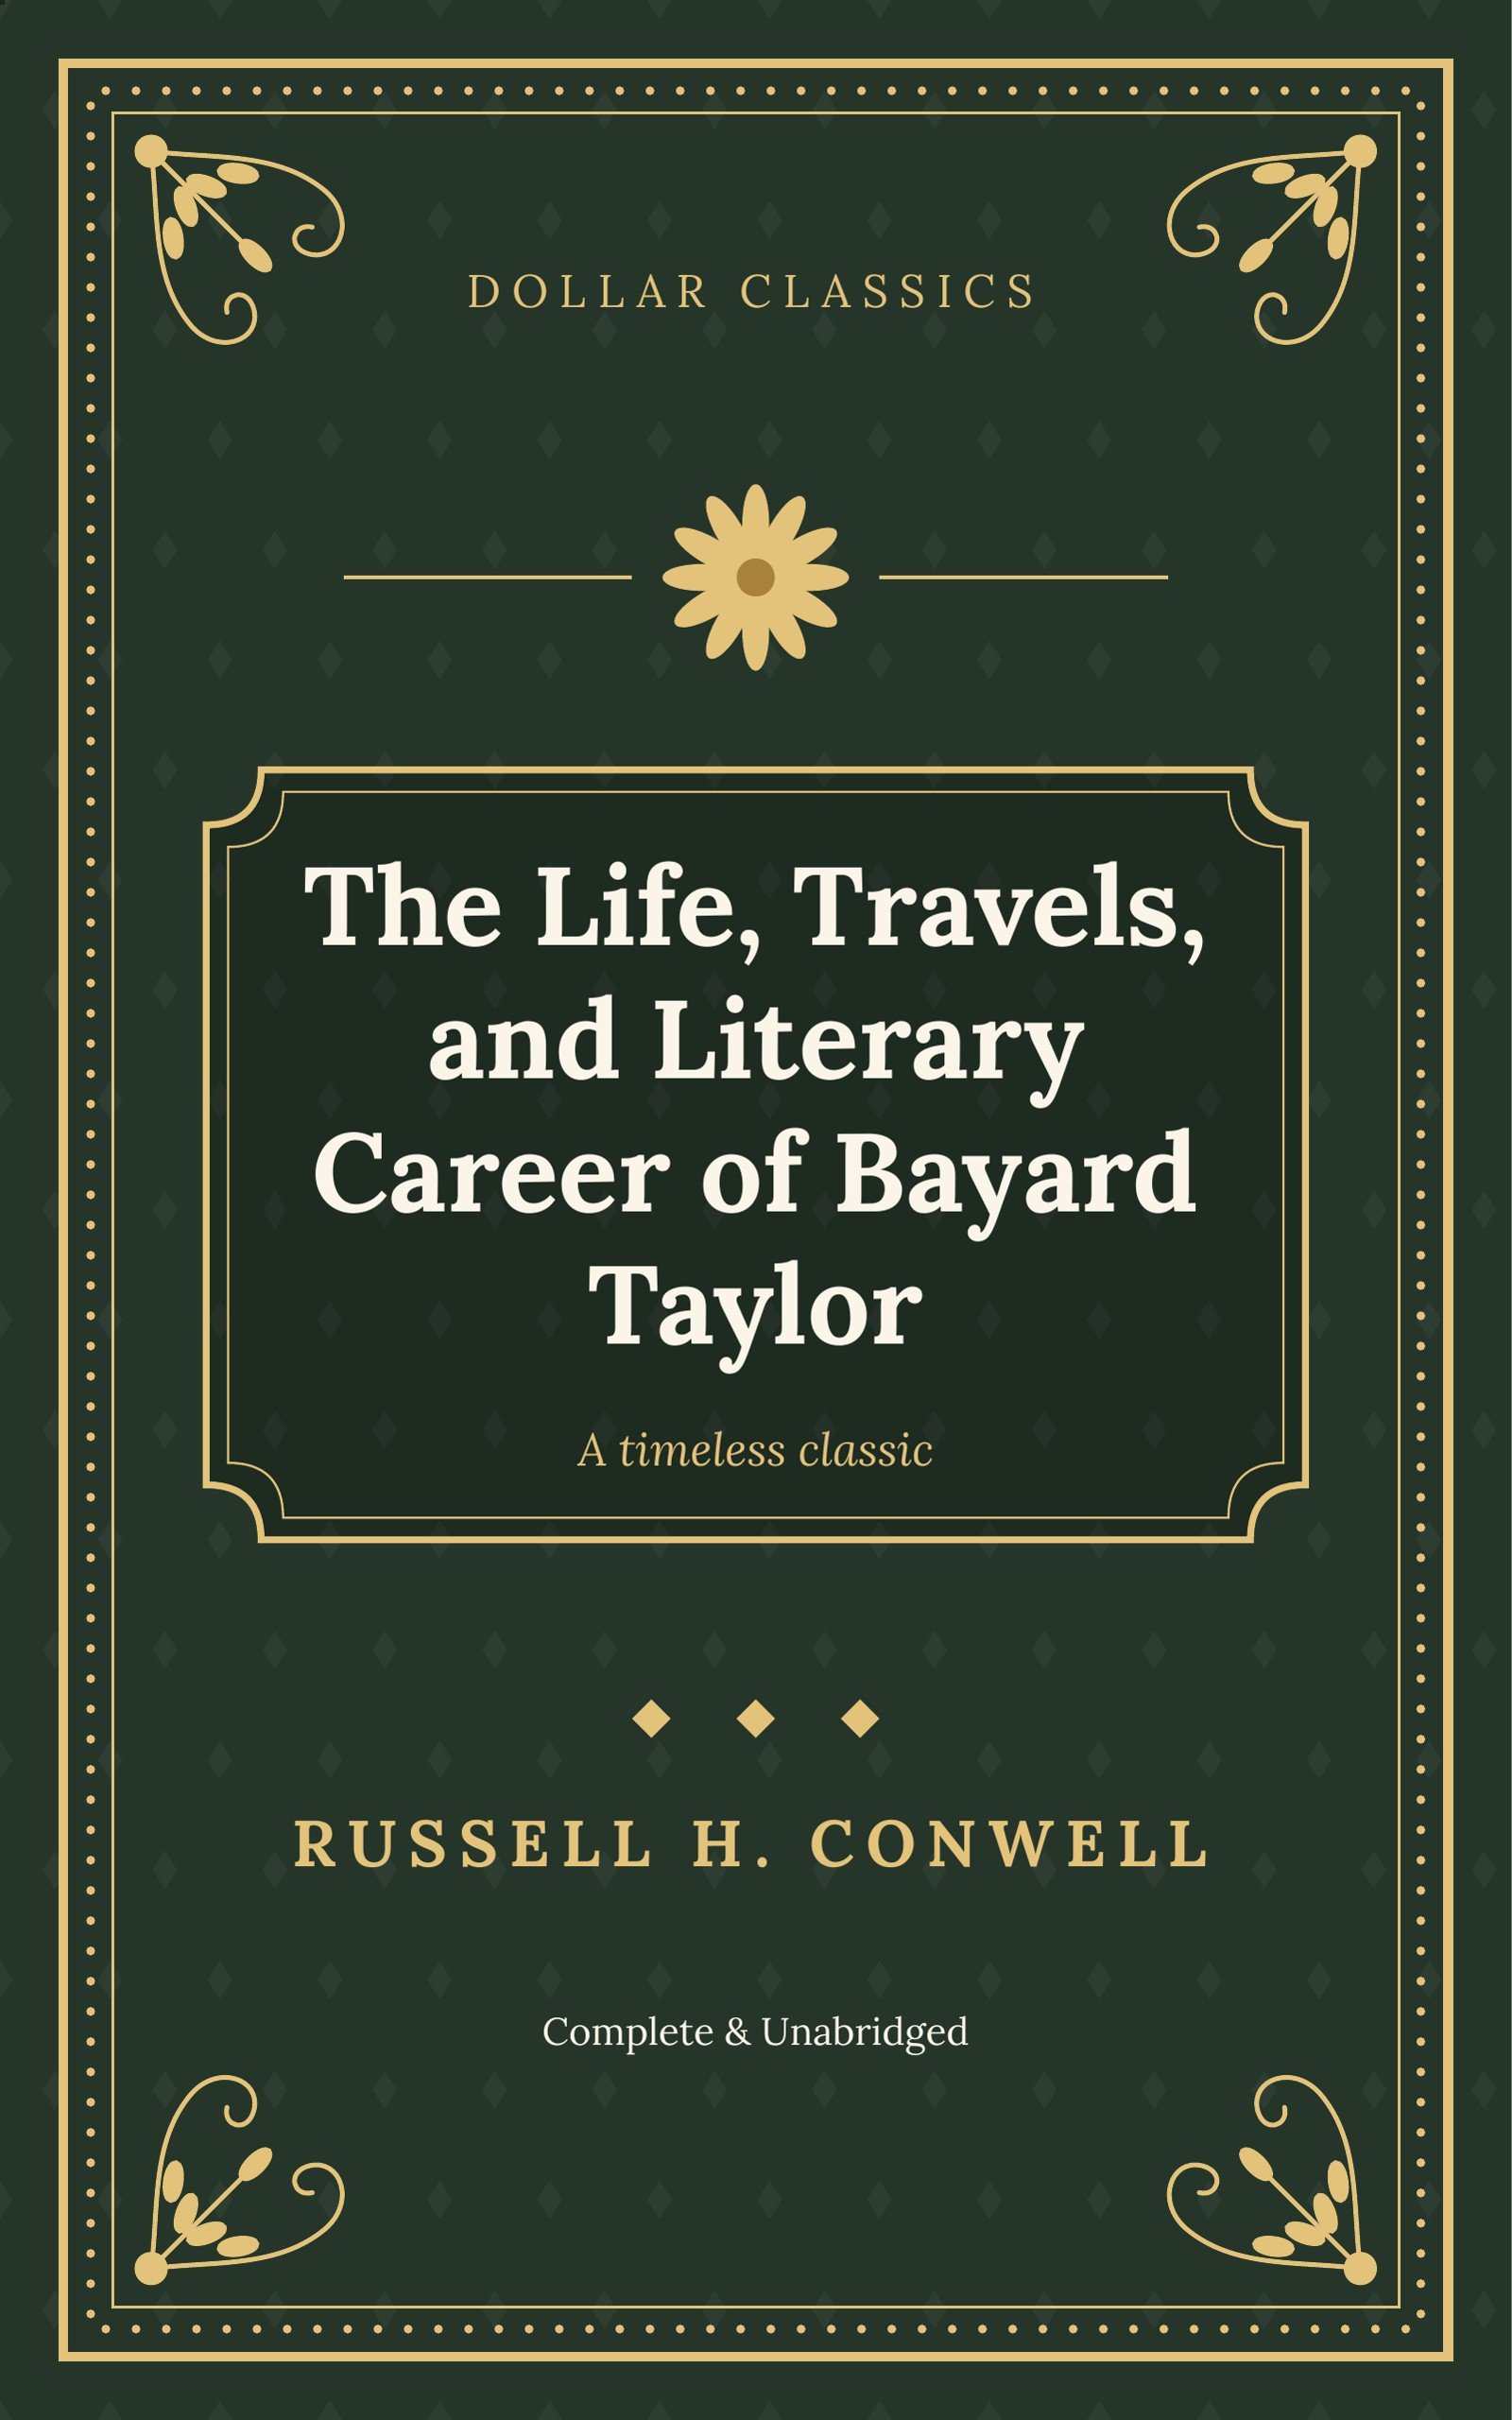 DOLLAR CLASSICS
The Life, Travels,
and Literary
Career of Bayard
Taylor
A timeless classic
RUSSELL H. CONWELL
Complete & Unabridged